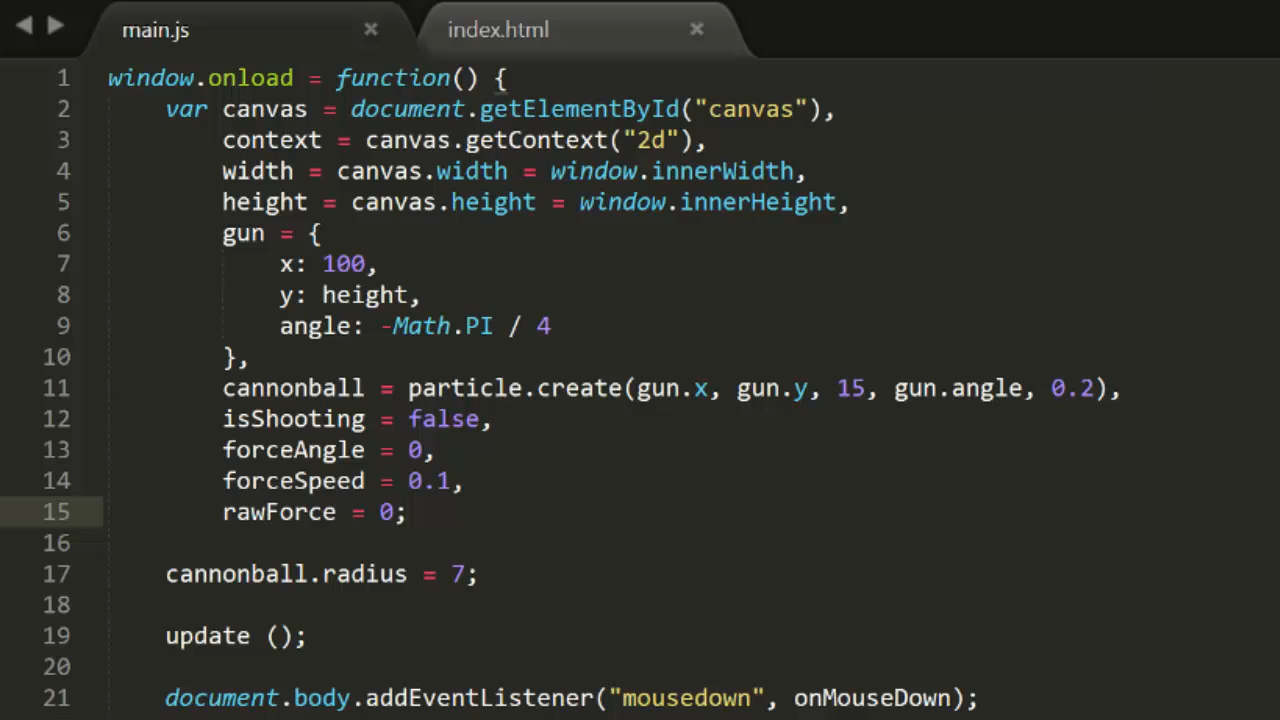 main.js
index.html
1 window.onload = function() {
2 var canvas = document.getElementById("canvas"),
3 context = canvas.getContext("2d"),
4 width = canvas.width = window.innerWidth,
5 height = canvas.height = window.innerHeight,
6 gun = {
7 x: 100,
8 y: height,
9 angle: -Math.PI / 4
10 },
11 cannonball = particle.create(gun.x, gun.y, 15, gun.angle, 0.2),
12 isShooting = false,
13 forceAngle = 0,
14 forceSpeed = 0.1,
15 rawForce = 0;
16
17 cannonball.radius = 7;
18
19 update ();
20
21 document.body.addEventListener("mousedown", onMouseDown);